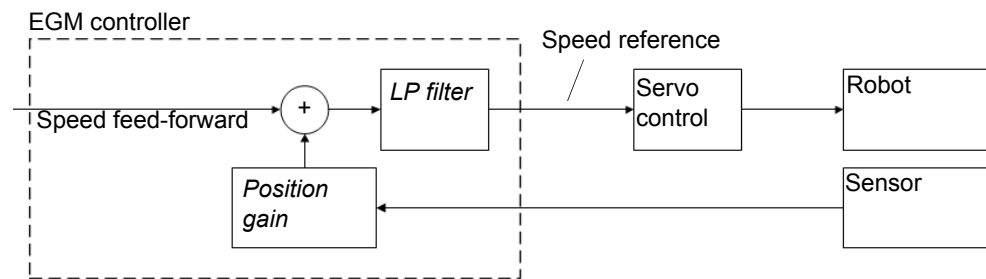 EGM controller
Speed reference
LP filter
Servo
control
Robot
+
Speed feed-forward
Position
gain
Sensor